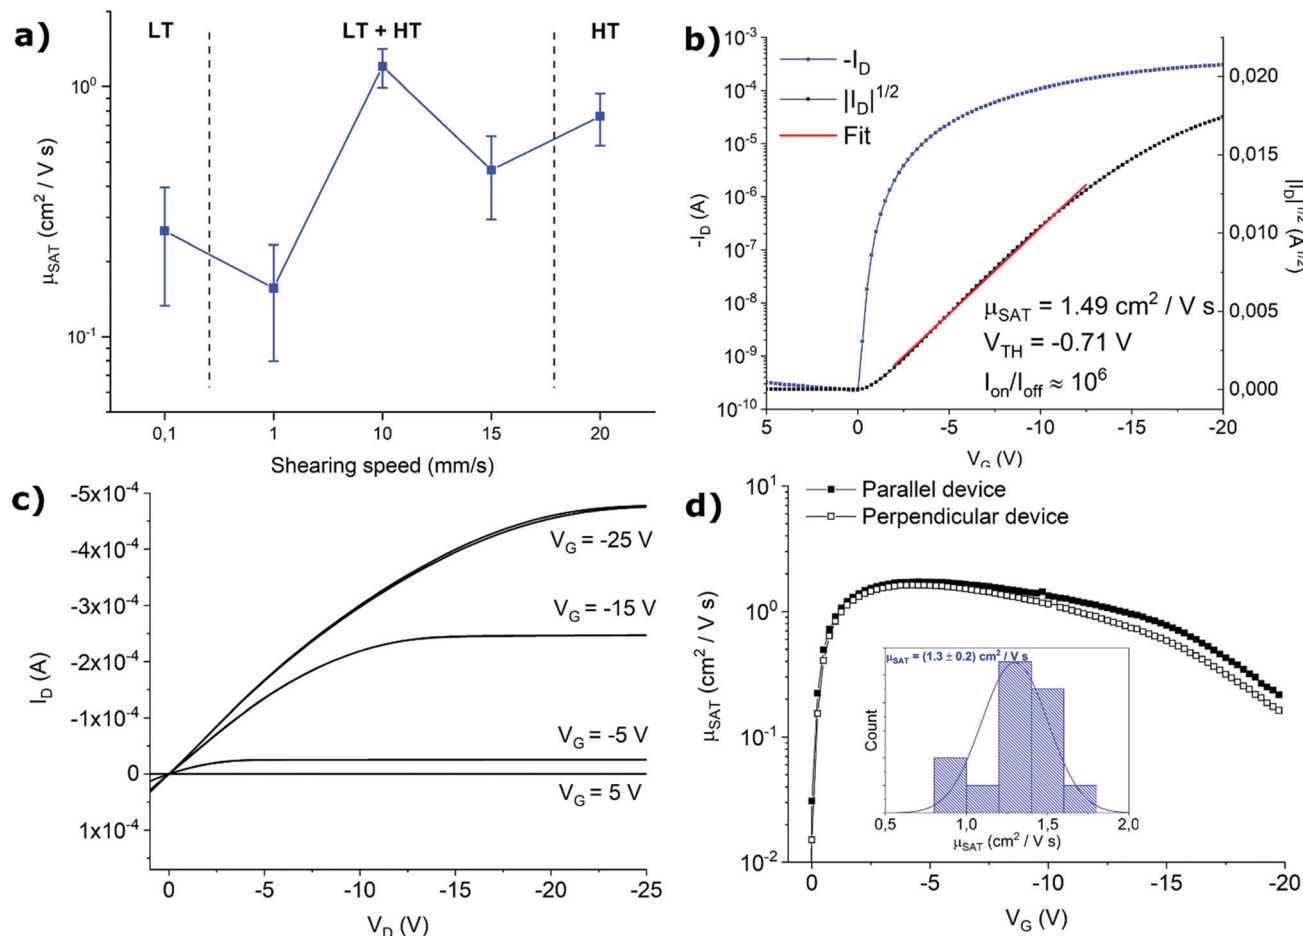 a)
LT
LT + HT
HT
10⁰
10⁻¹
μSAT (cm² / V s)
0,1
1
10
15
20
Shearing speed (mm/s)
b)
-ID
|ID|¹/²
Fit
10⁻³
10⁻⁴
10⁻⁵
10⁻⁶
10⁻⁷
10⁻⁸
10⁻⁹
10⁻¹⁰
-ID (A)
0,020
0,015
0,010
0,005
0,000
|ID|¹/² (A¹/²)
μSAT = 1.49 cm² / V s
VTH = -0.71 V
Ion/Ioff ≈ 10⁶
5
0
-5
-10
-15
-20
VG (V)
c)
-5x10⁻⁴
-4x10⁻⁴
-3x10⁻⁴
-2x10⁻⁴
-1x10⁻⁴
0
1x10⁻⁴
ID (A)
VG = -25 V
VG = -15 V
VG = -5 V
VG = 5 V
0
-5
-10
-15
-20
-25
VD (V)
d)
Parallel device
Perpendicular device
10¹
10⁰
10⁻¹
10⁻²
μSAT (cm² / V s)
μSAT = (1.3 ± 0.2) cm² / V s
Count
0,5
1,0
1,5
2,0
μSAT (cm² / V s)
0
-5
-10
-15
-20
VG (V)